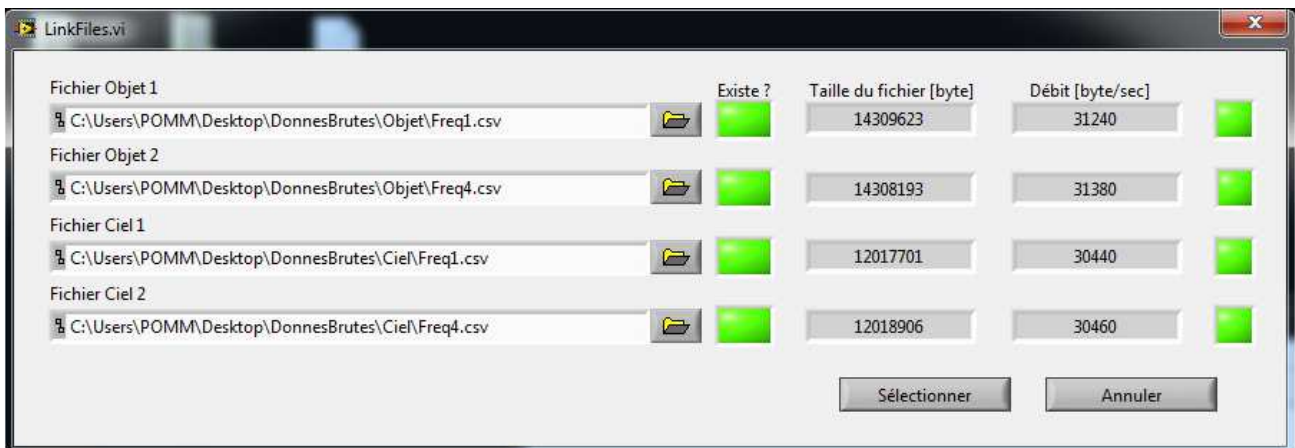 LinkFiles.vi
Fichier Objet 1 Existe ? Taille du fichier [byte] Débit [byte/sec]
C:\Users\POMM\Desktop\DonnesBrutes\Objet\Freq1.csv 14309623 31240
Fichier Objet 2
C:\Users\POMM\Desktop\DonnesBrutes\Objet\Freq4.csv 14308193 31380
Fichier Ciel 1
C:\Users\POMM\Desktop\DonnesBrutes\Ciel\Freq1.csv 12017701 30440
Fichier Ciel 2
C:\Users\POMM\Desktop\DonnesBrutes\Ciel\Freq4.csv 12018906 30460
Sélectionner Annuler